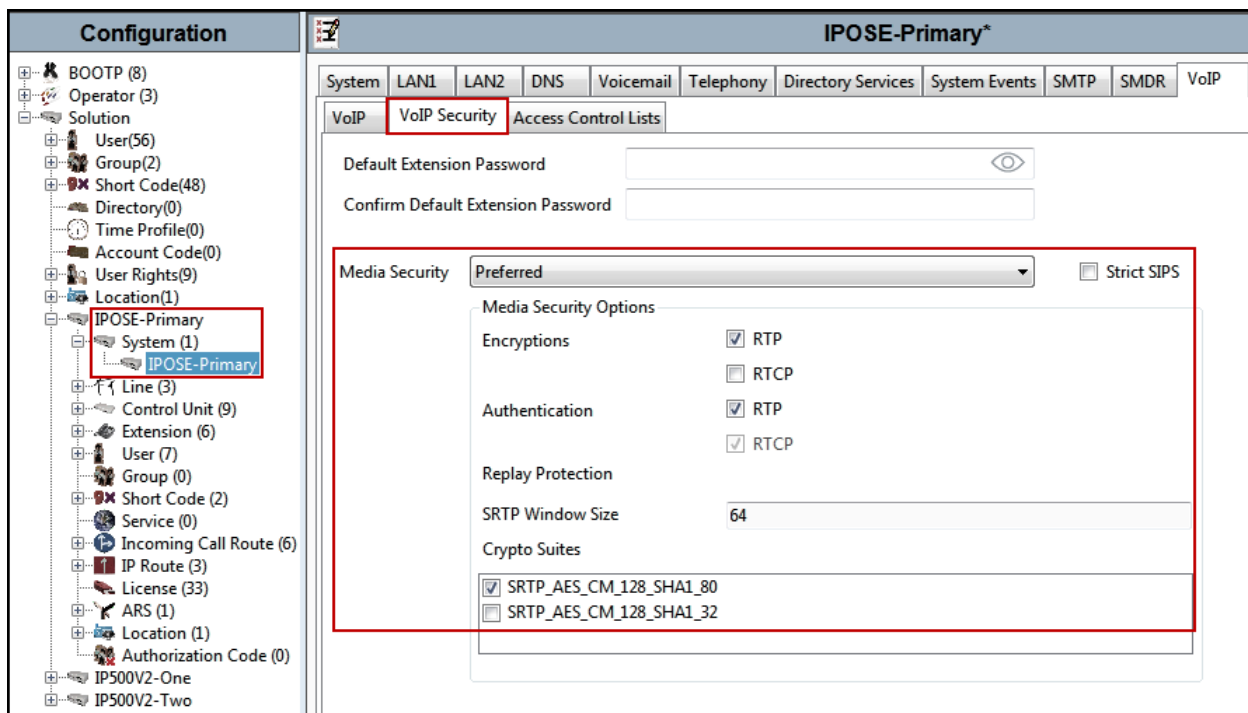 Configuration
IPOSE-Primary*
BOOTP (8)
Operator (3)
Solution
User(56)
Group(2)
Short Code(48)
Directory(0)
Time Profile(0)
Account Code(0)
User Rights(9)
Location(1)
IPOSE-Primary
System (1)
IPOSE-Primary
Line (3)
Control Unit (9)
Extension (6)
User (7)
Group (0)
Short Code (2)
Service (0)
Incoming Call Route (6)
IP Route (3)
License (33)
ARS (1)
Location (1)
Authorization Code (0)
IP500V2-One
IP500V2-Two
System LAN1 LAN2 DNS Voicemail Telephony Directory Services System Events SMTP SMDR VoIP
VoIP VoIP Security Access Control Lists
Default Extension Password
Confirm Default Extension Password
Media Security Preferred Strict SIPS
Media Security Options
Encryptions RTP
RTCP
Authentication RTP
RTCP
Replay Protection
SRTP Window Size 64
Crypto Suites
SRTP_AES_CM_128_SHA1_80
SRTP_AES_CM_128_SHA1_32